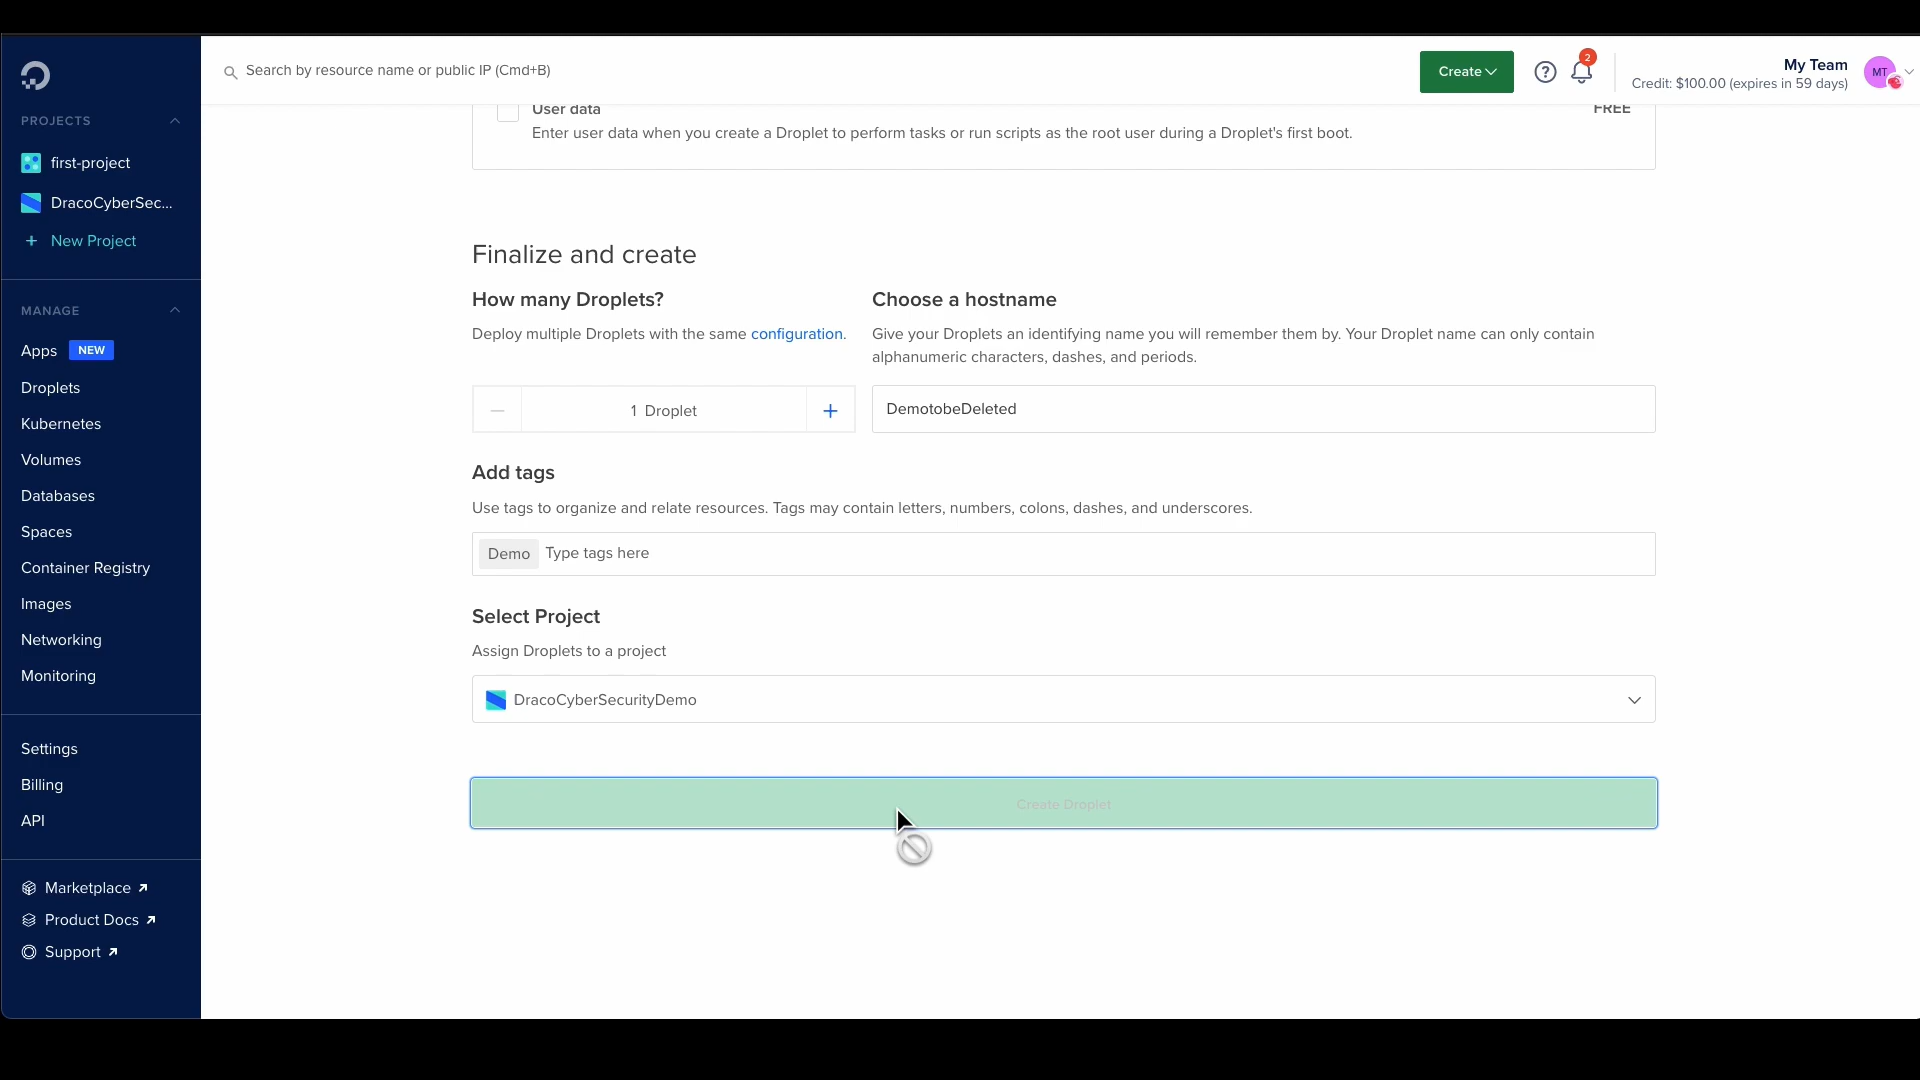 Search by resource name or public IP (Cmd+B)
Create
2
My Team
Credit: $100.00 (expires in 59 days)
MT
PROJECTS
first-project
DracoCyberSec...
+ New Project
MANAGE
Apps NEW
Droplets
Kubernetes
Volumes
Databases
Spaces
Container Registry
Images
Networking
Monitoring
Settings
Billing
API
Marketplace
Product Docs
Support
User data
FREE
Enter user data when you create a Droplet to perform tasks or run scripts as the root user during a Droplet's first boot.
Finalize and create
How many Droplets?
Deploy multiple Droplets with the same configuration.
1 Droplet
Choose a hostname
Give your Droplets an identifying name you will remember them by. Your Droplet name can only contain
alphanumeric characters, dashes, and periods.
DemotobeDeleted
Add tags
Use tags to organize and relate resources. Tags may contain letters, numbers, colons, dashes, and underscores.
Demo Type tags here
Select Project
Assign Droplets to a project
DracoCyberSecurityDemo
Create Droplet